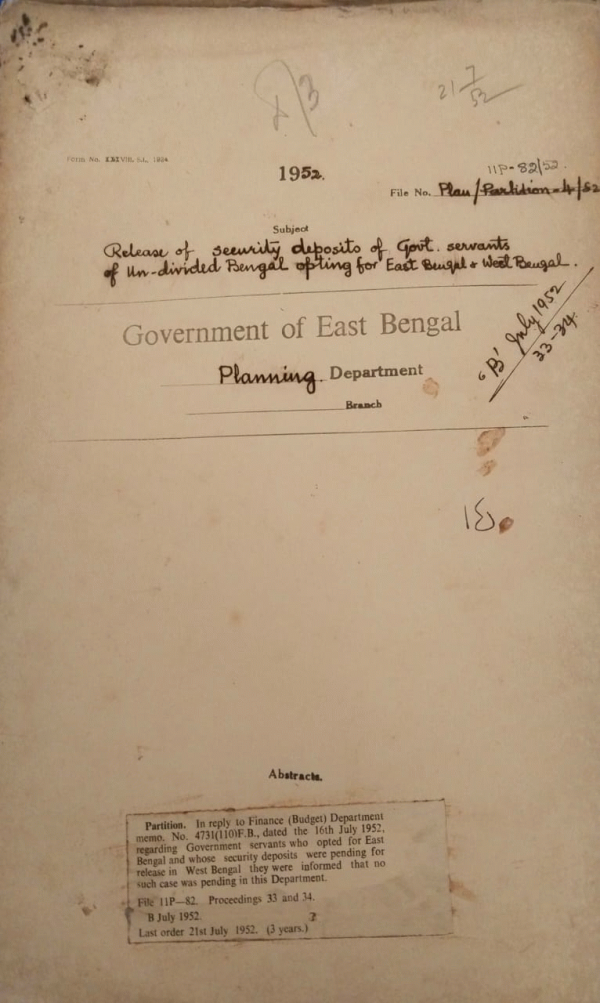 21 7/52
Form No. XXXVIII, B.L., 1924
1952.
11P-82/52.
File No. Plan/Partition-4/52
Subject
Release of security deposits of Govt. servants
of Un-divided Bengal opting for East Bengal & West Bengal.
Government of East Bengal
"B" July 1952
33-34
Planning Department
Branch
Abstracts.
Partition. In reply to Finance (Budget) Department
memo. No. 4731(110)F.B., dated the 16th July 1952,
regarding Government servants who opted for East
Bengal and whose security deposits were pending for
release in West Bengal they were informed that no
such case was pending in this Department.
File 11P—82. Proceedings 33 and 34.
B July 1952.
2
Last order 21st July 1952. (3 years.)